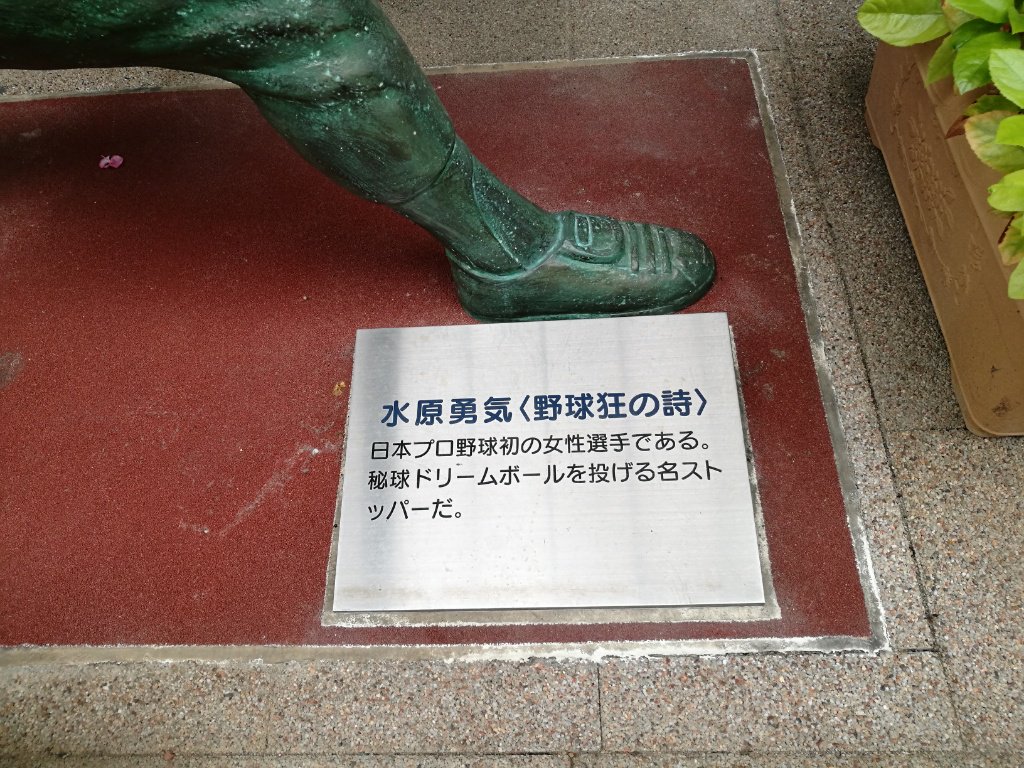 水原勇気〈野球狂の詩〉
日本プロ野球初の女性選手である。
秘球ドリームボールを投げる名スト
ッパーだ。